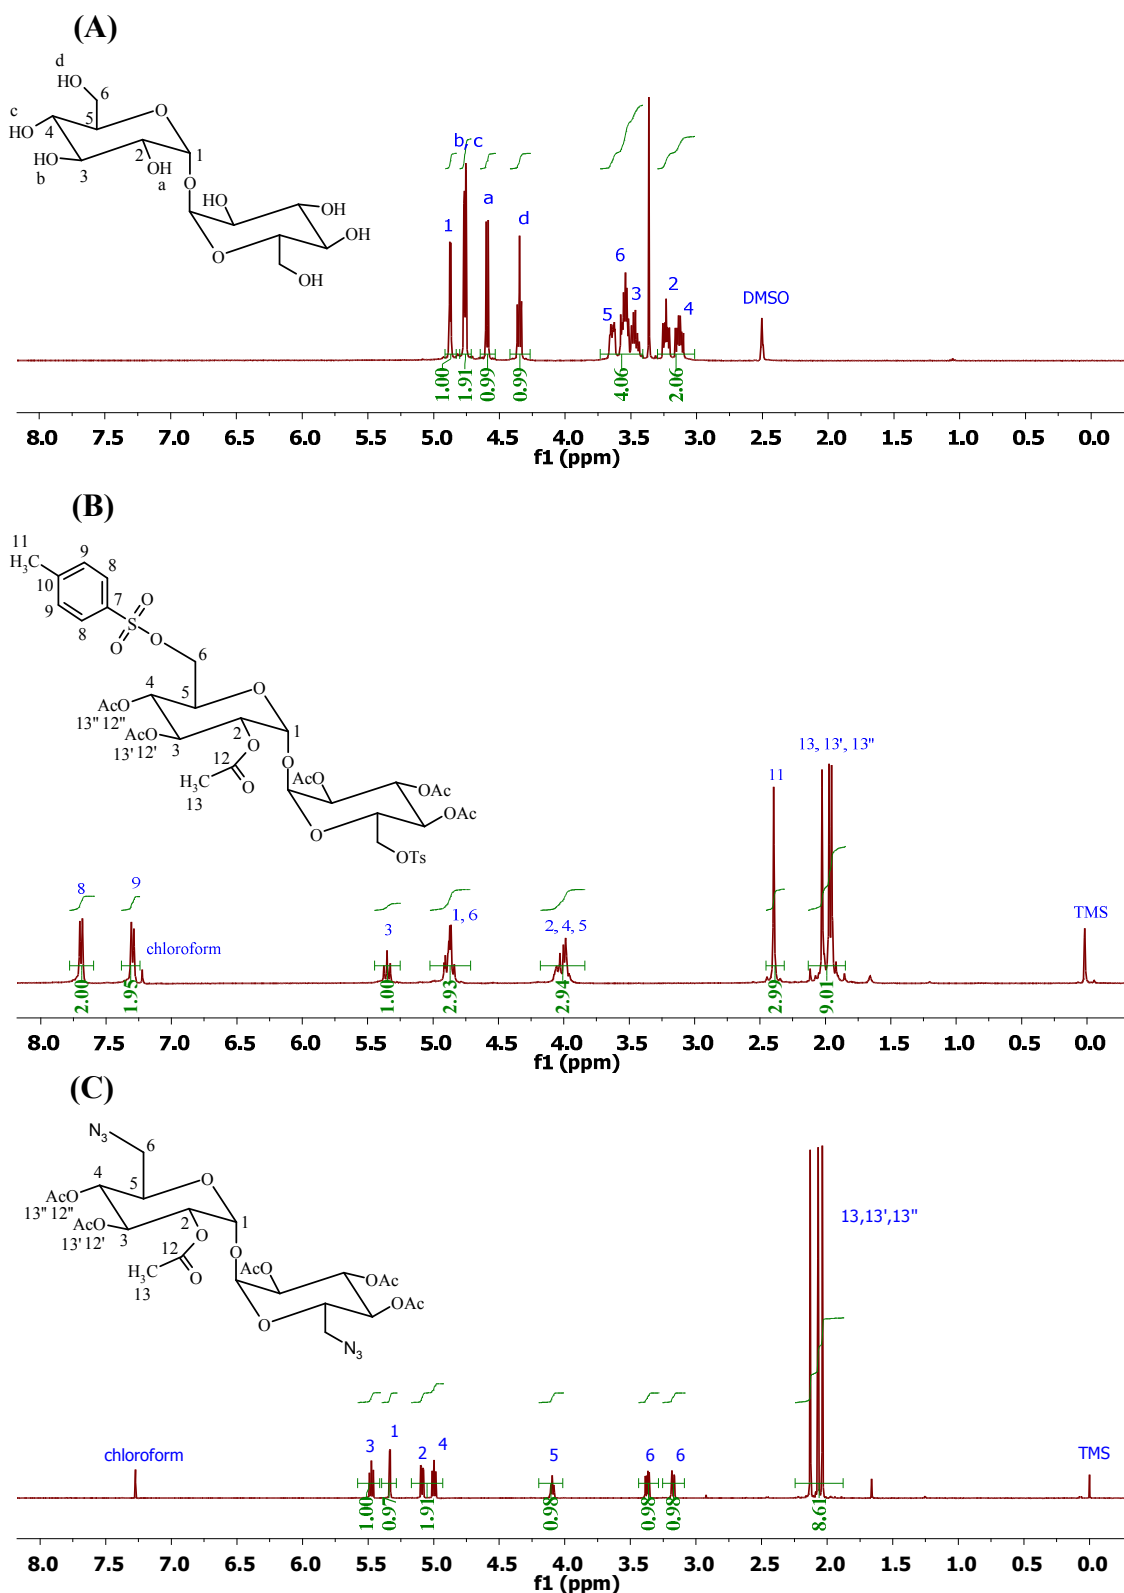 (A)
d
HO
6
c
HO
4
5
O
HO
3
2
OH
1
b
a
O
HO
OH
OH
O
OH
1
b, c
a
d
5
6
3
2
4
DMSO
1.00
1.91
0.99
0.99
4.06
2.06
8.0 7.5 7.0 6.5 6.0 5.5 5.0 4.5 4.0 3.5 3.0 2.5 2.0 1.5 1.0 0.5 0.0
f1 (ppm)
(B)
11
H3C
9
8
10
7
9
8
O
S
O
O
6
4
5
O
AcO
13'' 12''
AcO
13' 12'
3
2
1
O
12
H3C
O
13
O
AcO
OAc
OAc
O
OTs
8
9
chloroform
3
1, 6
2, 4, 5
11
13, 13', 13''
TMS
2.00
1.95
1.00
2.93
2.94
2.99
9.01
8.0 7.5 7.0 6.5 6.0 5.5 5.0 4.5 4.0 3.5 3.0 2.5 2.0 1.5 1.0 0.5 0.0
f1 (ppm)
(C)
N3
6
4
5
O
AcO
13'' 12''
AcO
13' 12'
3
2
1
O
12
H3C
O
13
O
AcO
OAc
OAc
O
N3
chloroform
3
1
2
4
5
6
6
13,13',13''
TMS
1.00
0.97
1.91
0.98
0.98
0.98
8.61
8.0 7.5 7.0 6.5 6.0 5.5 5.0 4.5 4.0 3.5 3.0 2.5 2.0 1.5 1.0 0.5 0.0
f1 (ppm)